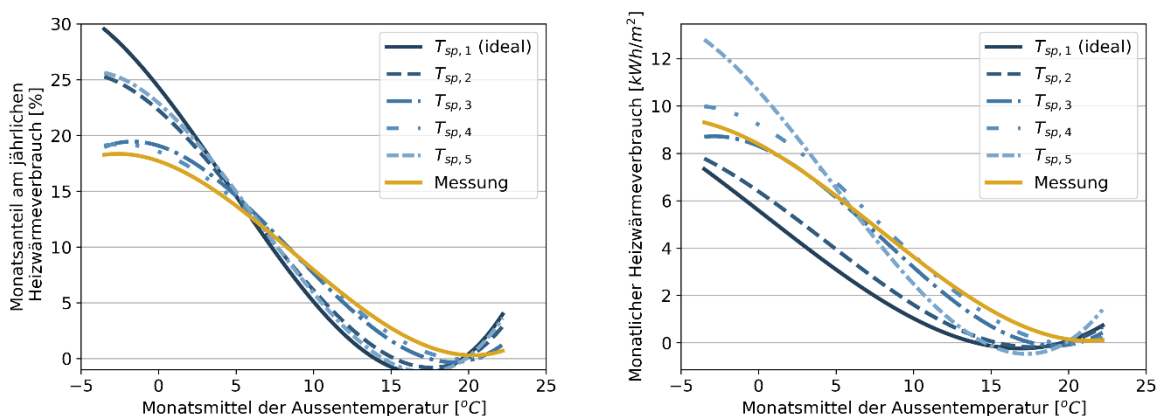 Monatsanteil am jährlichen
Heizwärmeverbrauch [%]
30
25
20
15
10
5
0
−5
0
5
10
15
20
25
Monatsmittel der Aussentemperatur [°C]
T_sp, 1 (ideal)
T_sp, 2
T_sp, 3
T_sp, 4
T_sp, 5
Messung
Monatlicher Heizwärmeverbrauch [kWh/m²]
12
10
8
6
4
2
0
−5
0
5
10
15
20
25
Monatsmittel der Aussentemperatur [°C]
T_sp, 1 (ideal)
T_sp, 2
T_sp, 3
T_sp, 4
T_sp, 5
Messung